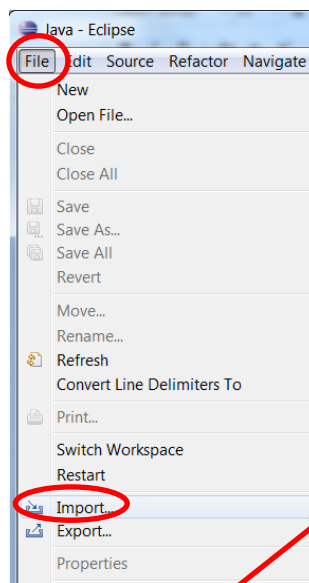 Java - Eclipse
File Edit Source Refactor Navigate
New
Open File...
Close
Close All
Save
Save As...
Save All
Revert
Move...
Rename...
Refresh
Convert Line Delimiters To
Print...
Switch Workspace
Restart
Import...
Export...
Properties